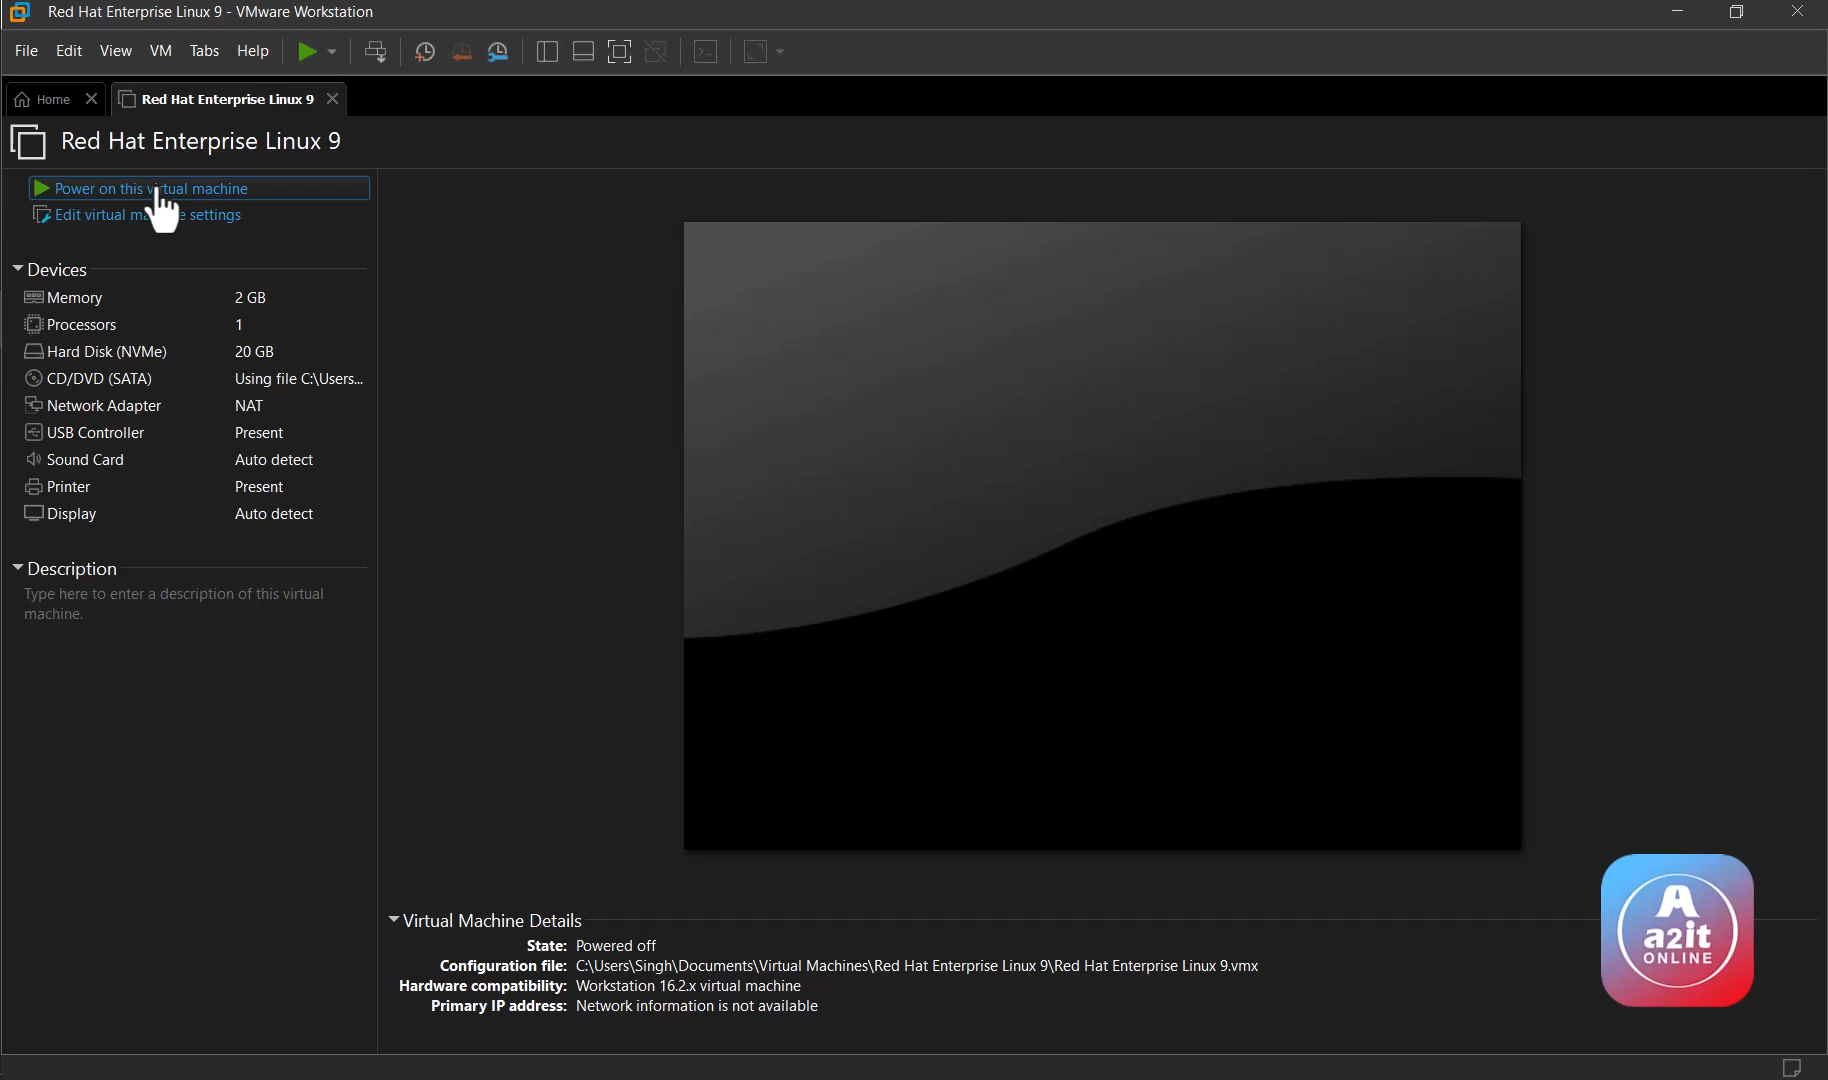 Red Hat Enterprise Linux 9 - VMware Workstation
File Edit View VM Tabs Help
Home Red Hat Enterprise Linux 9
Red Hat Enterprise Linux 9
Power on this virtual machine
Edit virtual settings
Devices
Memory 2 GB
Processors 1
Hard Disk (NVMe) 20 GB
CD/DVD (SATA) Using file C:\Users...
Network Adapter NAT
USB Controller Present
Sound Card Auto detect
Printer Present
Display Auto detect
Description
Type here to enter a description of this virtual
machine.
Virtual Machine Details
State: Powered off
Configuration file: C:\Users\Singh\Documents\Virtual Machines\Red Hat Enterprise Linux 9\Red Hat Enterprise Linux 9.vmx
Hardware compatibility: Workstation 16.2.x virtual machine
Primary IP address: Network information is not available
A
a2it
ONLINE